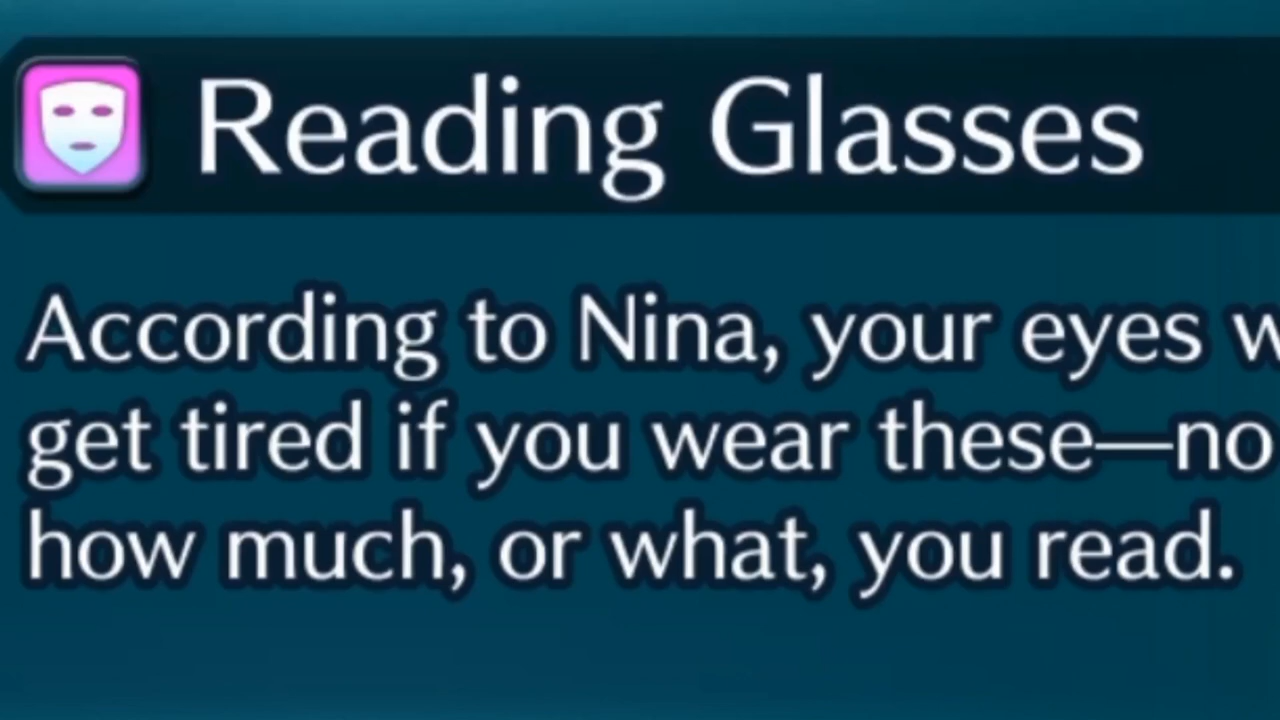 Reading Glasses
According to Nina, your eyes
get tired if you wear these—no
how much, or what, you read.